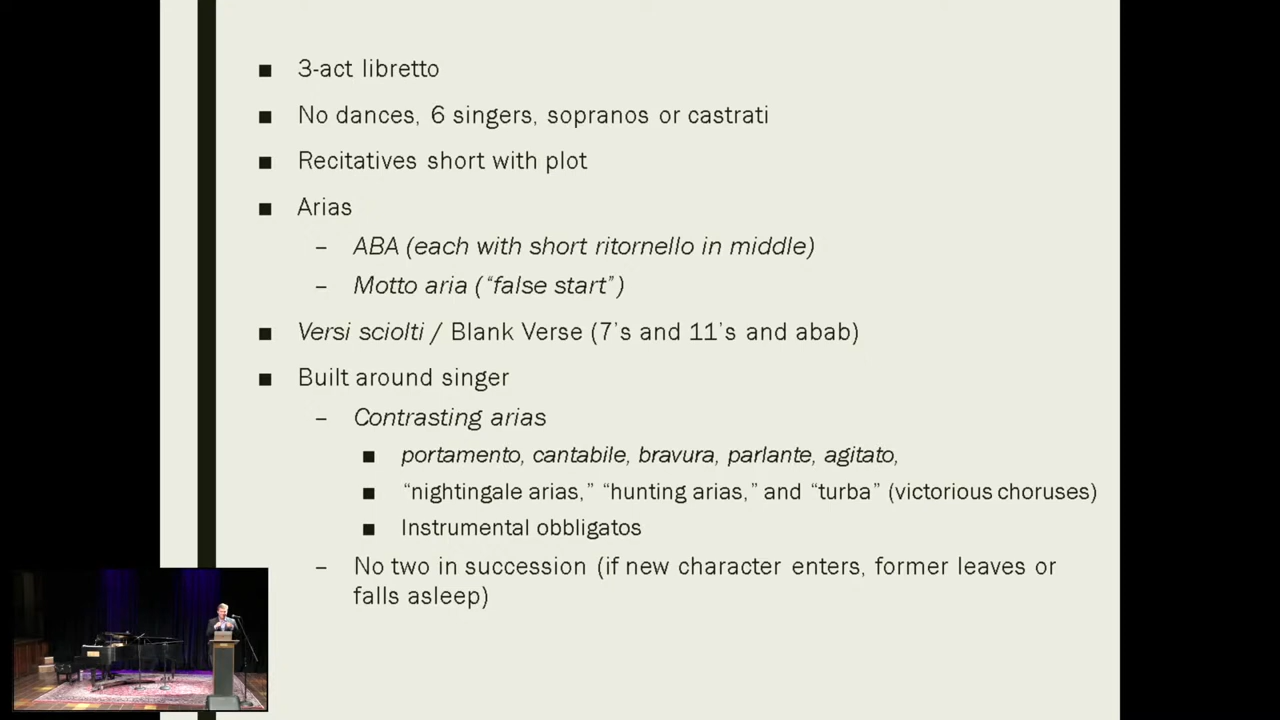 ■ 3-act libretto
■ No dances, 6 singers, sopranos or castrati
■ Recitatives short with plot
■ Arias
– ABA (each with short ritornello in middle)
– Motto aria (“false start”)
■ Versi sciolti / Blank Verse (7’s and 11’s and abab)
■ Built around singer
– Contrasting arias
■ portamento, cantabile, bravura, parlante, agitato,
■ “nightingale arias,” “hunting arias,” and “turba” (victorious choruses)
■ Instrumental obbligatos
– No two in succession (if new character enters, former leaves or
falls asleep)